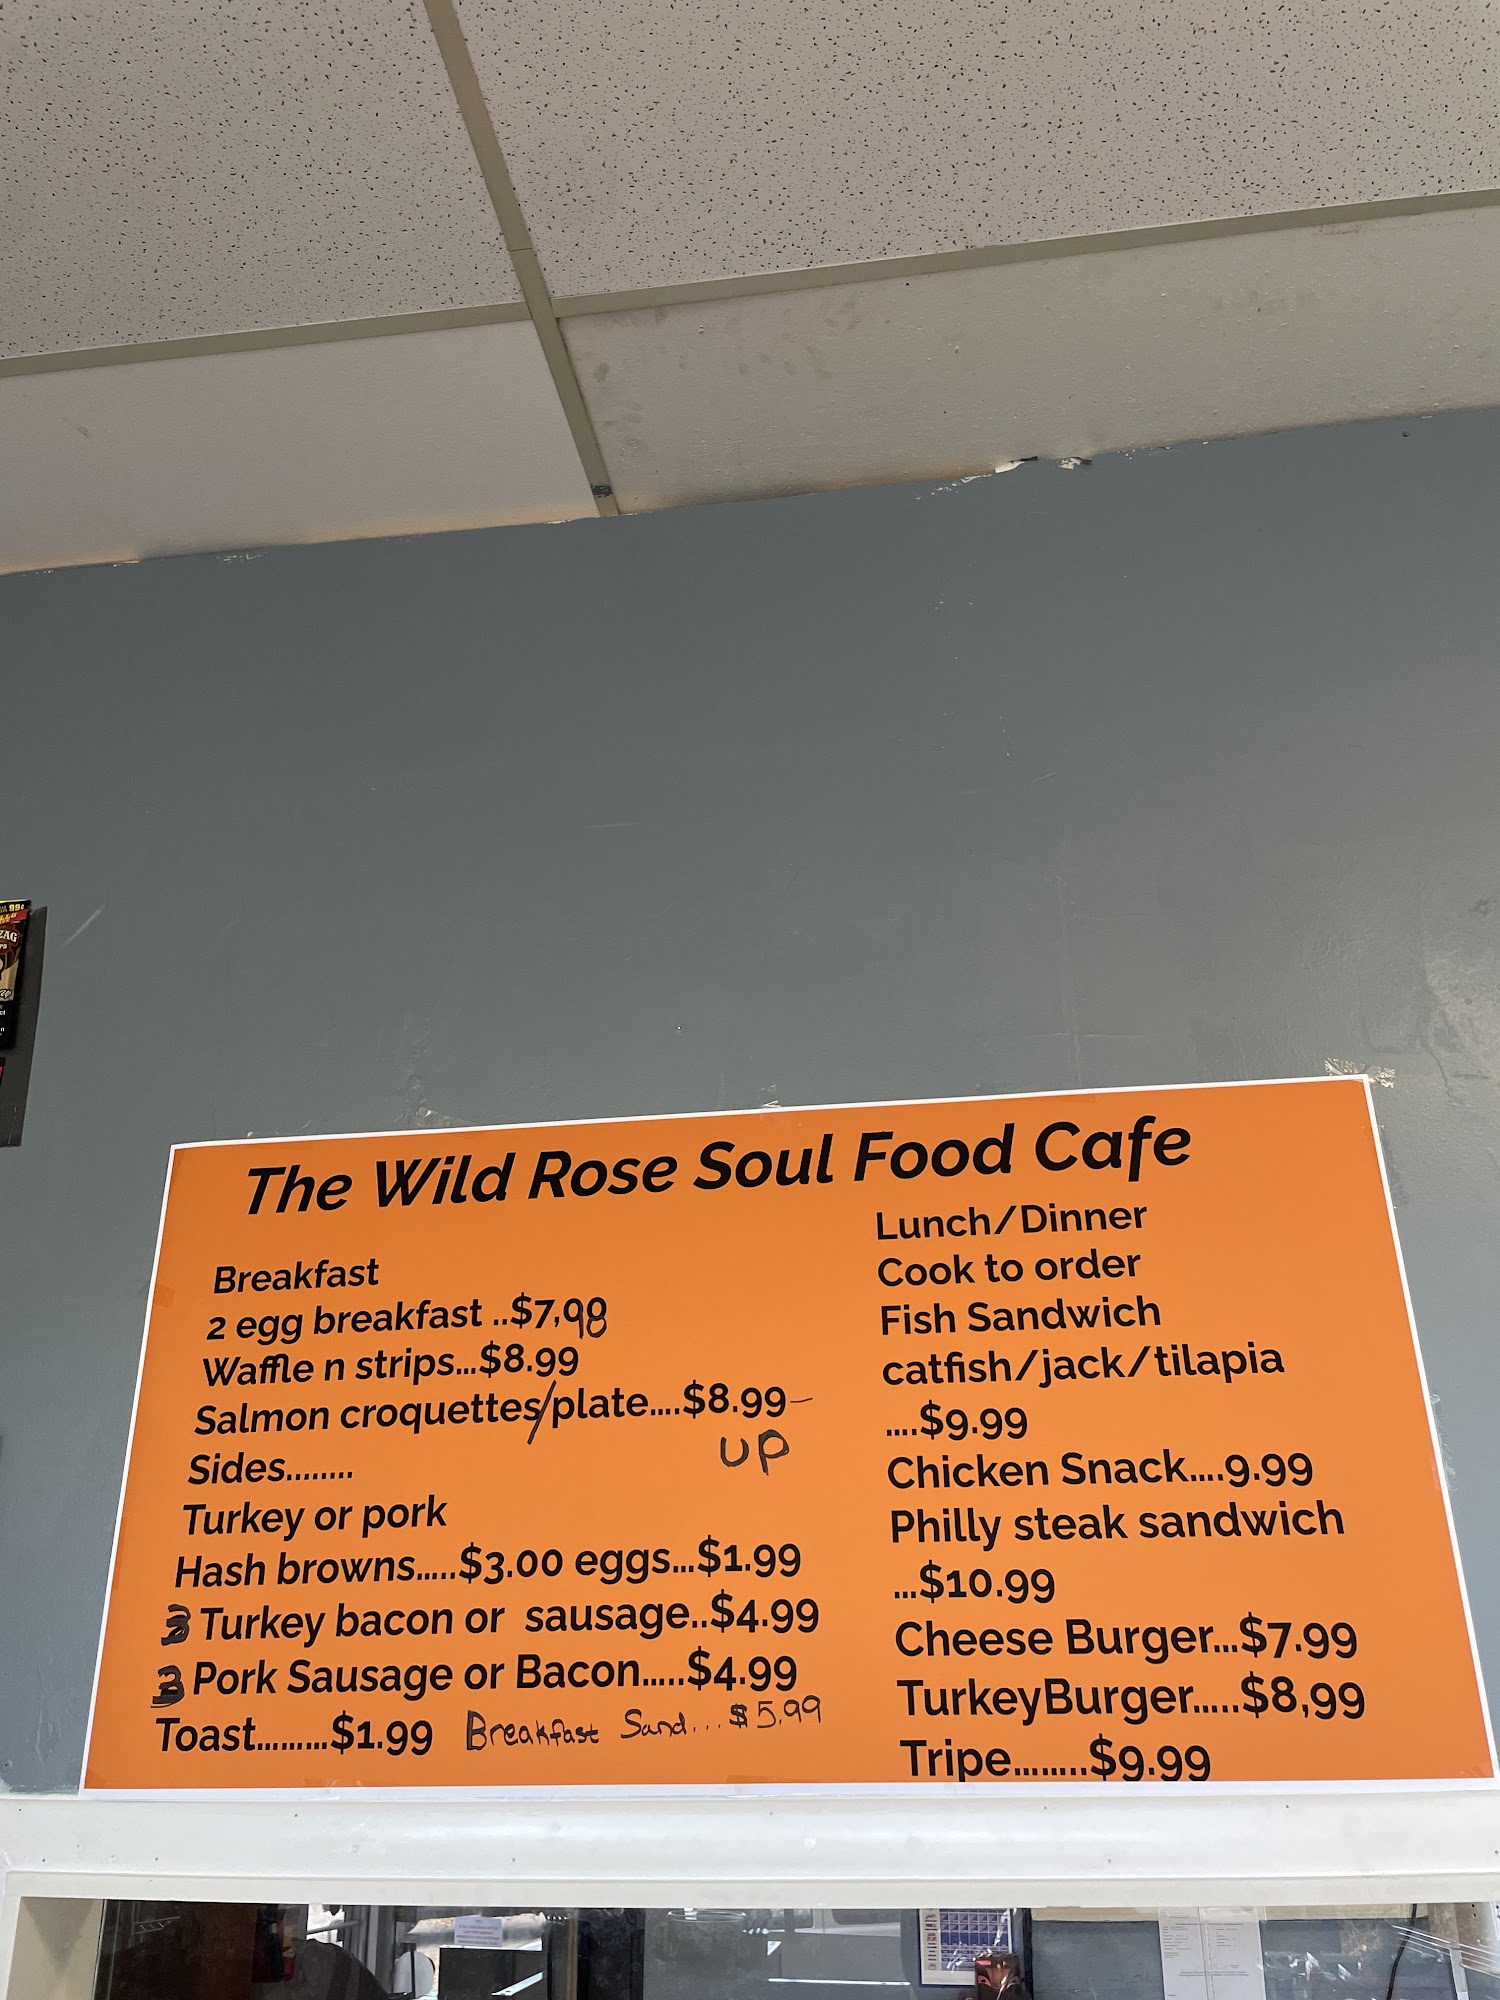 99¢
ZAG
The Wild Rose Soul Food Cafe
Breakfast
2 egg breakfast ..$7,98
Waffle n strips...$8.99
Salmon croquettes/plate....$8.99-
UP
Sides........
Turkey or pork
Hash browns.....$3.00 eggs...$1.99
3 Turkey bacon or sausage..$4.99
3 Pork Sausage or Bacon.....$4.99
Toast.........$1.99 Breakfast Sand...$5.99
Lunch/Dinner
Cook to order
Fish Sandwich
catfish/jack/tilapia
....$9.99
Chicken Snack....9.99
Philly steak sandwich
...$10.99
Cheese Burger...$7.99
TurkeyBurger.....$8,99
Tripe........$9.99